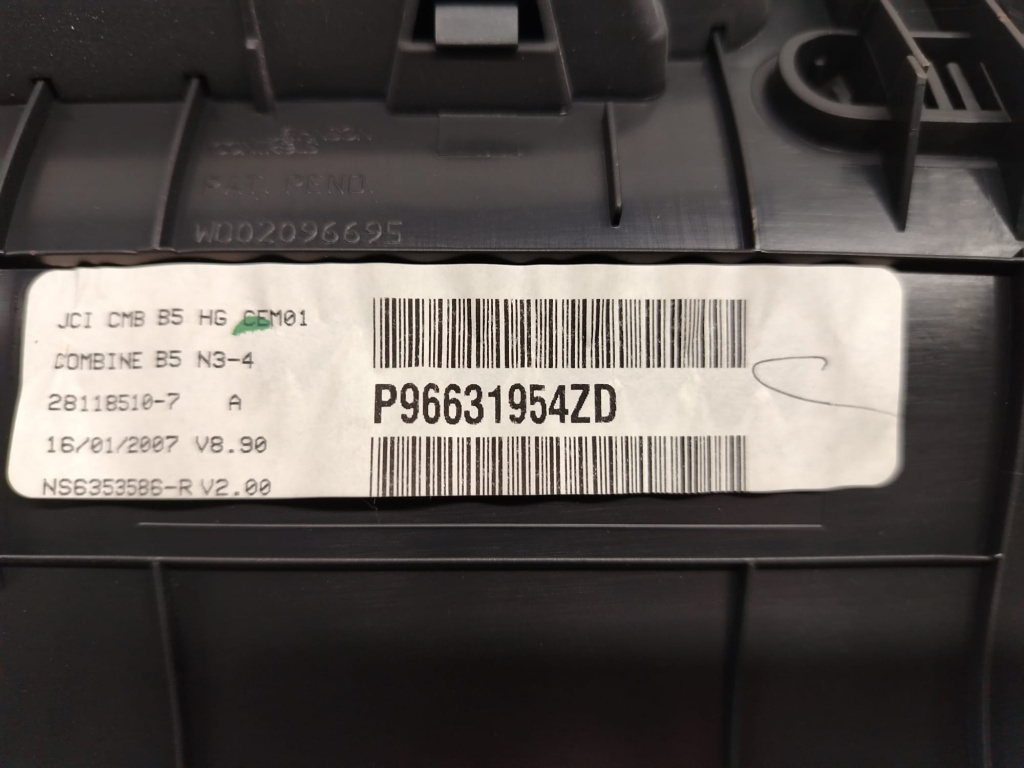 PAT. PEND.
W002096695
JCI CMB B5 HG CEM01
COMBINE B5 N3-4
28118510-7 A
16/01/2007 V8.90
NS6353586-R V2.00
P96631954ZD